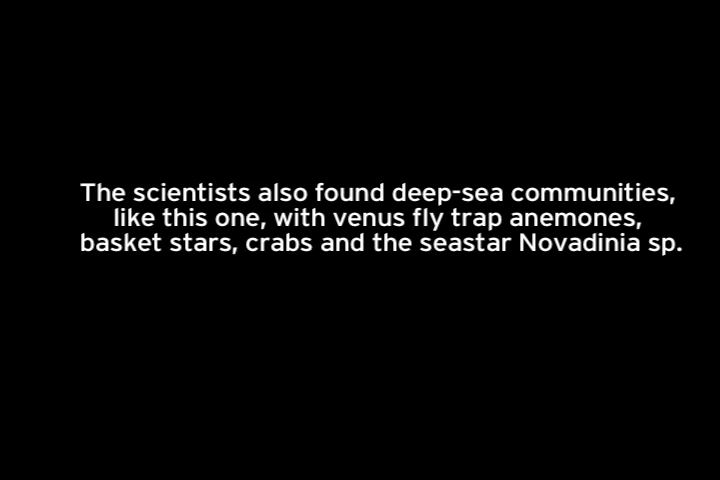 The scientists also found deep-sea communities,
like this one, with venus fly trap anemones,
basket stars, crabs and the seastar Novadinia sp.